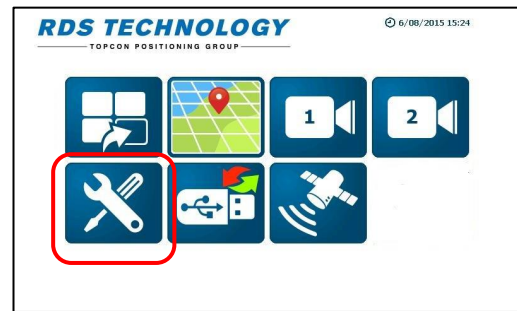 RDS TECHNOLOGY
TOPCON POSITIONING GROUP
6/08/2015 15:24
1
2